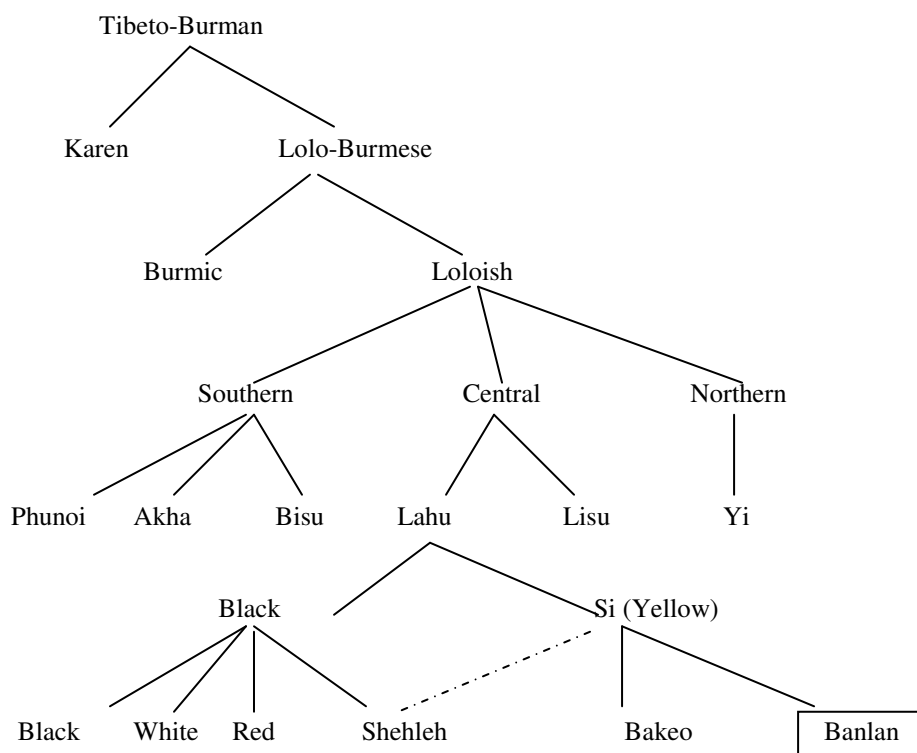 Tibeto-Burman
Karen Lolo-Burmese
Burmic Loloish
Southern Central Northern
Phunoi Akha Bisu Lahu Lisu Yi
Black Si (Yellow)
Black White Red Shehleh Bakeo Banlan